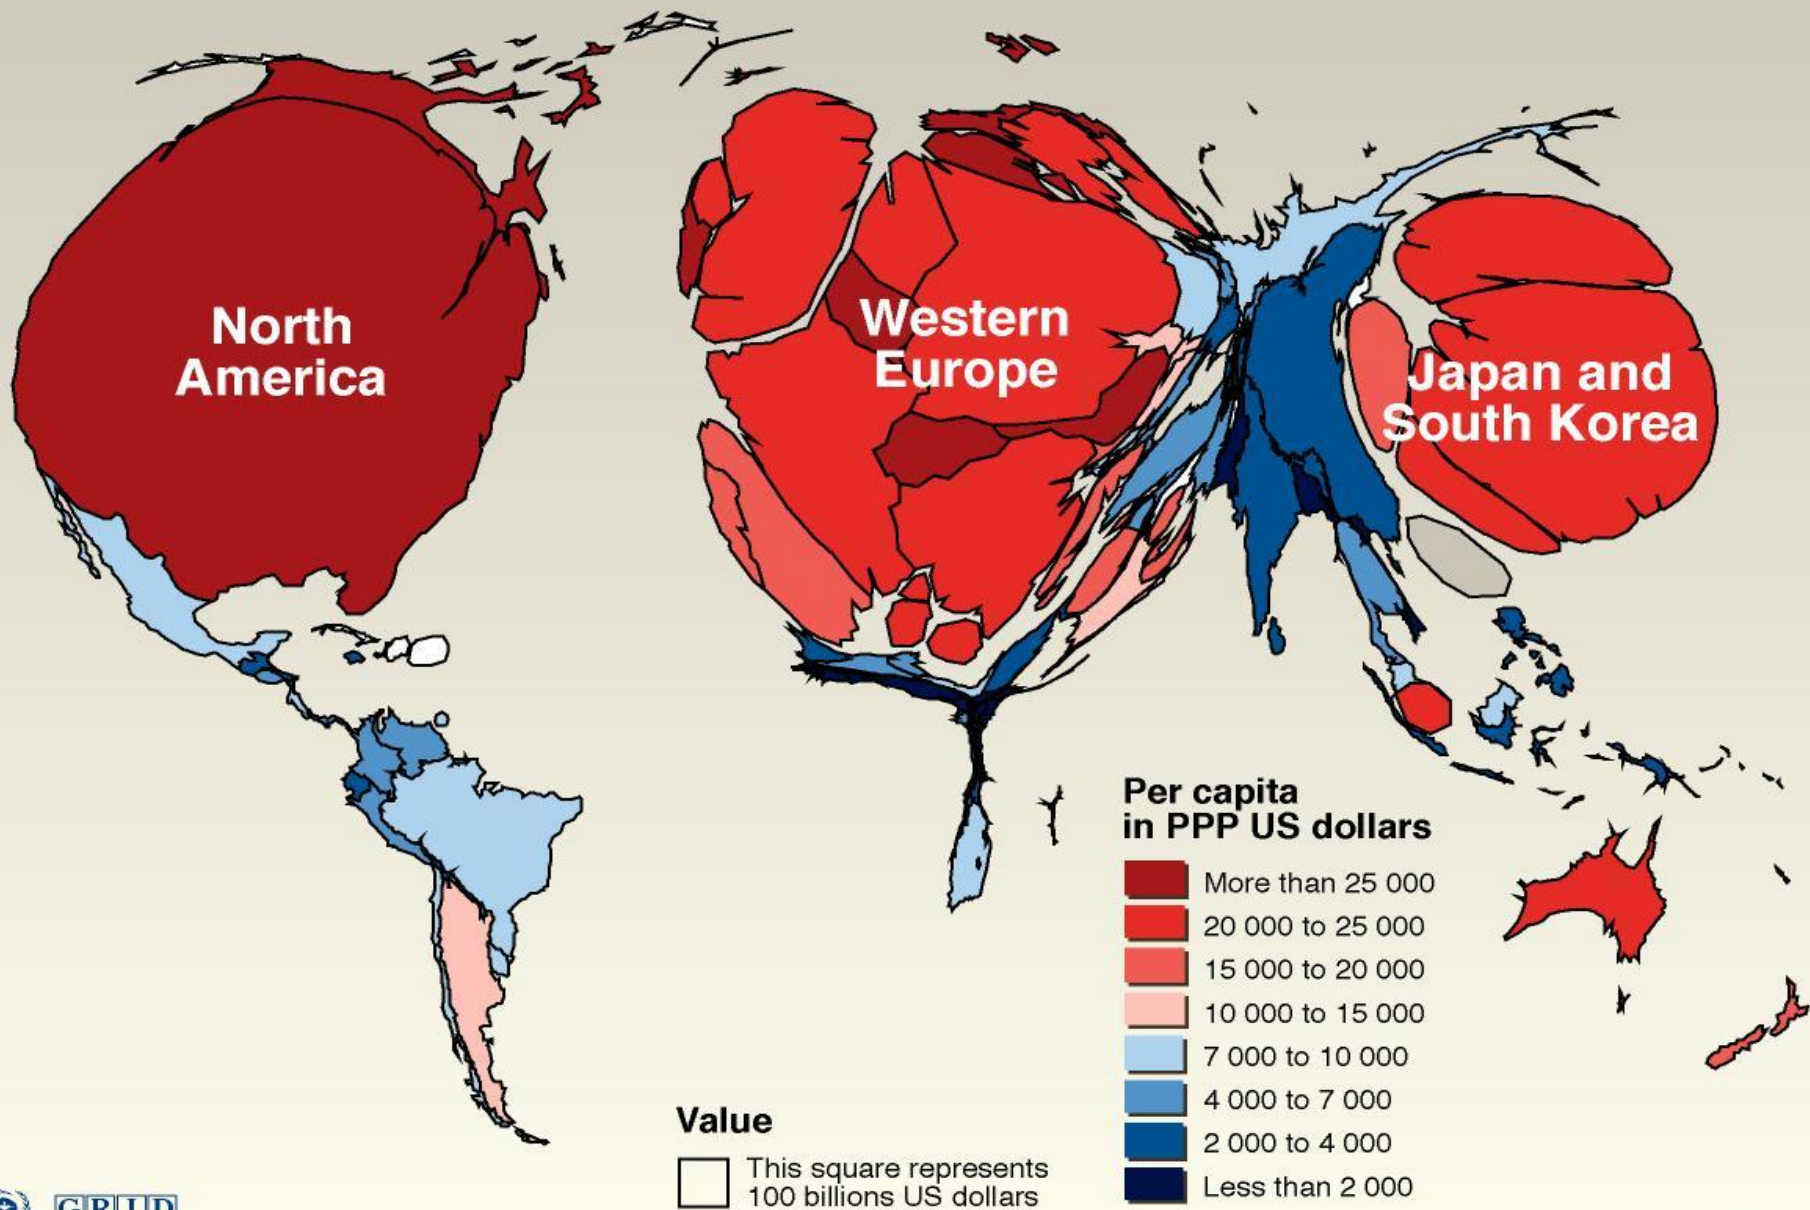 North
America
Western
Europe
Japan and
South Korea
Per capita
in PPP US dollars
More than 25 000
20 000 to 25 000
15 000 to 20 000
10 000 to 15 000
7 000 to 10 000
4 000 to 7 000
2 000 to 4 000
Less than 2 000
Value
This square represents
100 billions US dollars
GRID